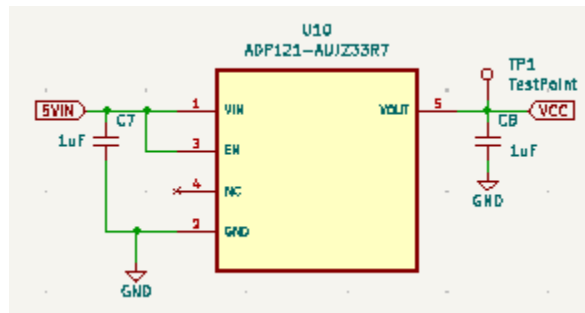 U10
ADP121-AUJZ33R7
TP1
TestPoint
5VIN
C7
1uF
1
VIN
3
EN
4
NC
2
GND
VOUT
5
C8
1uF
VCC
GND
GND